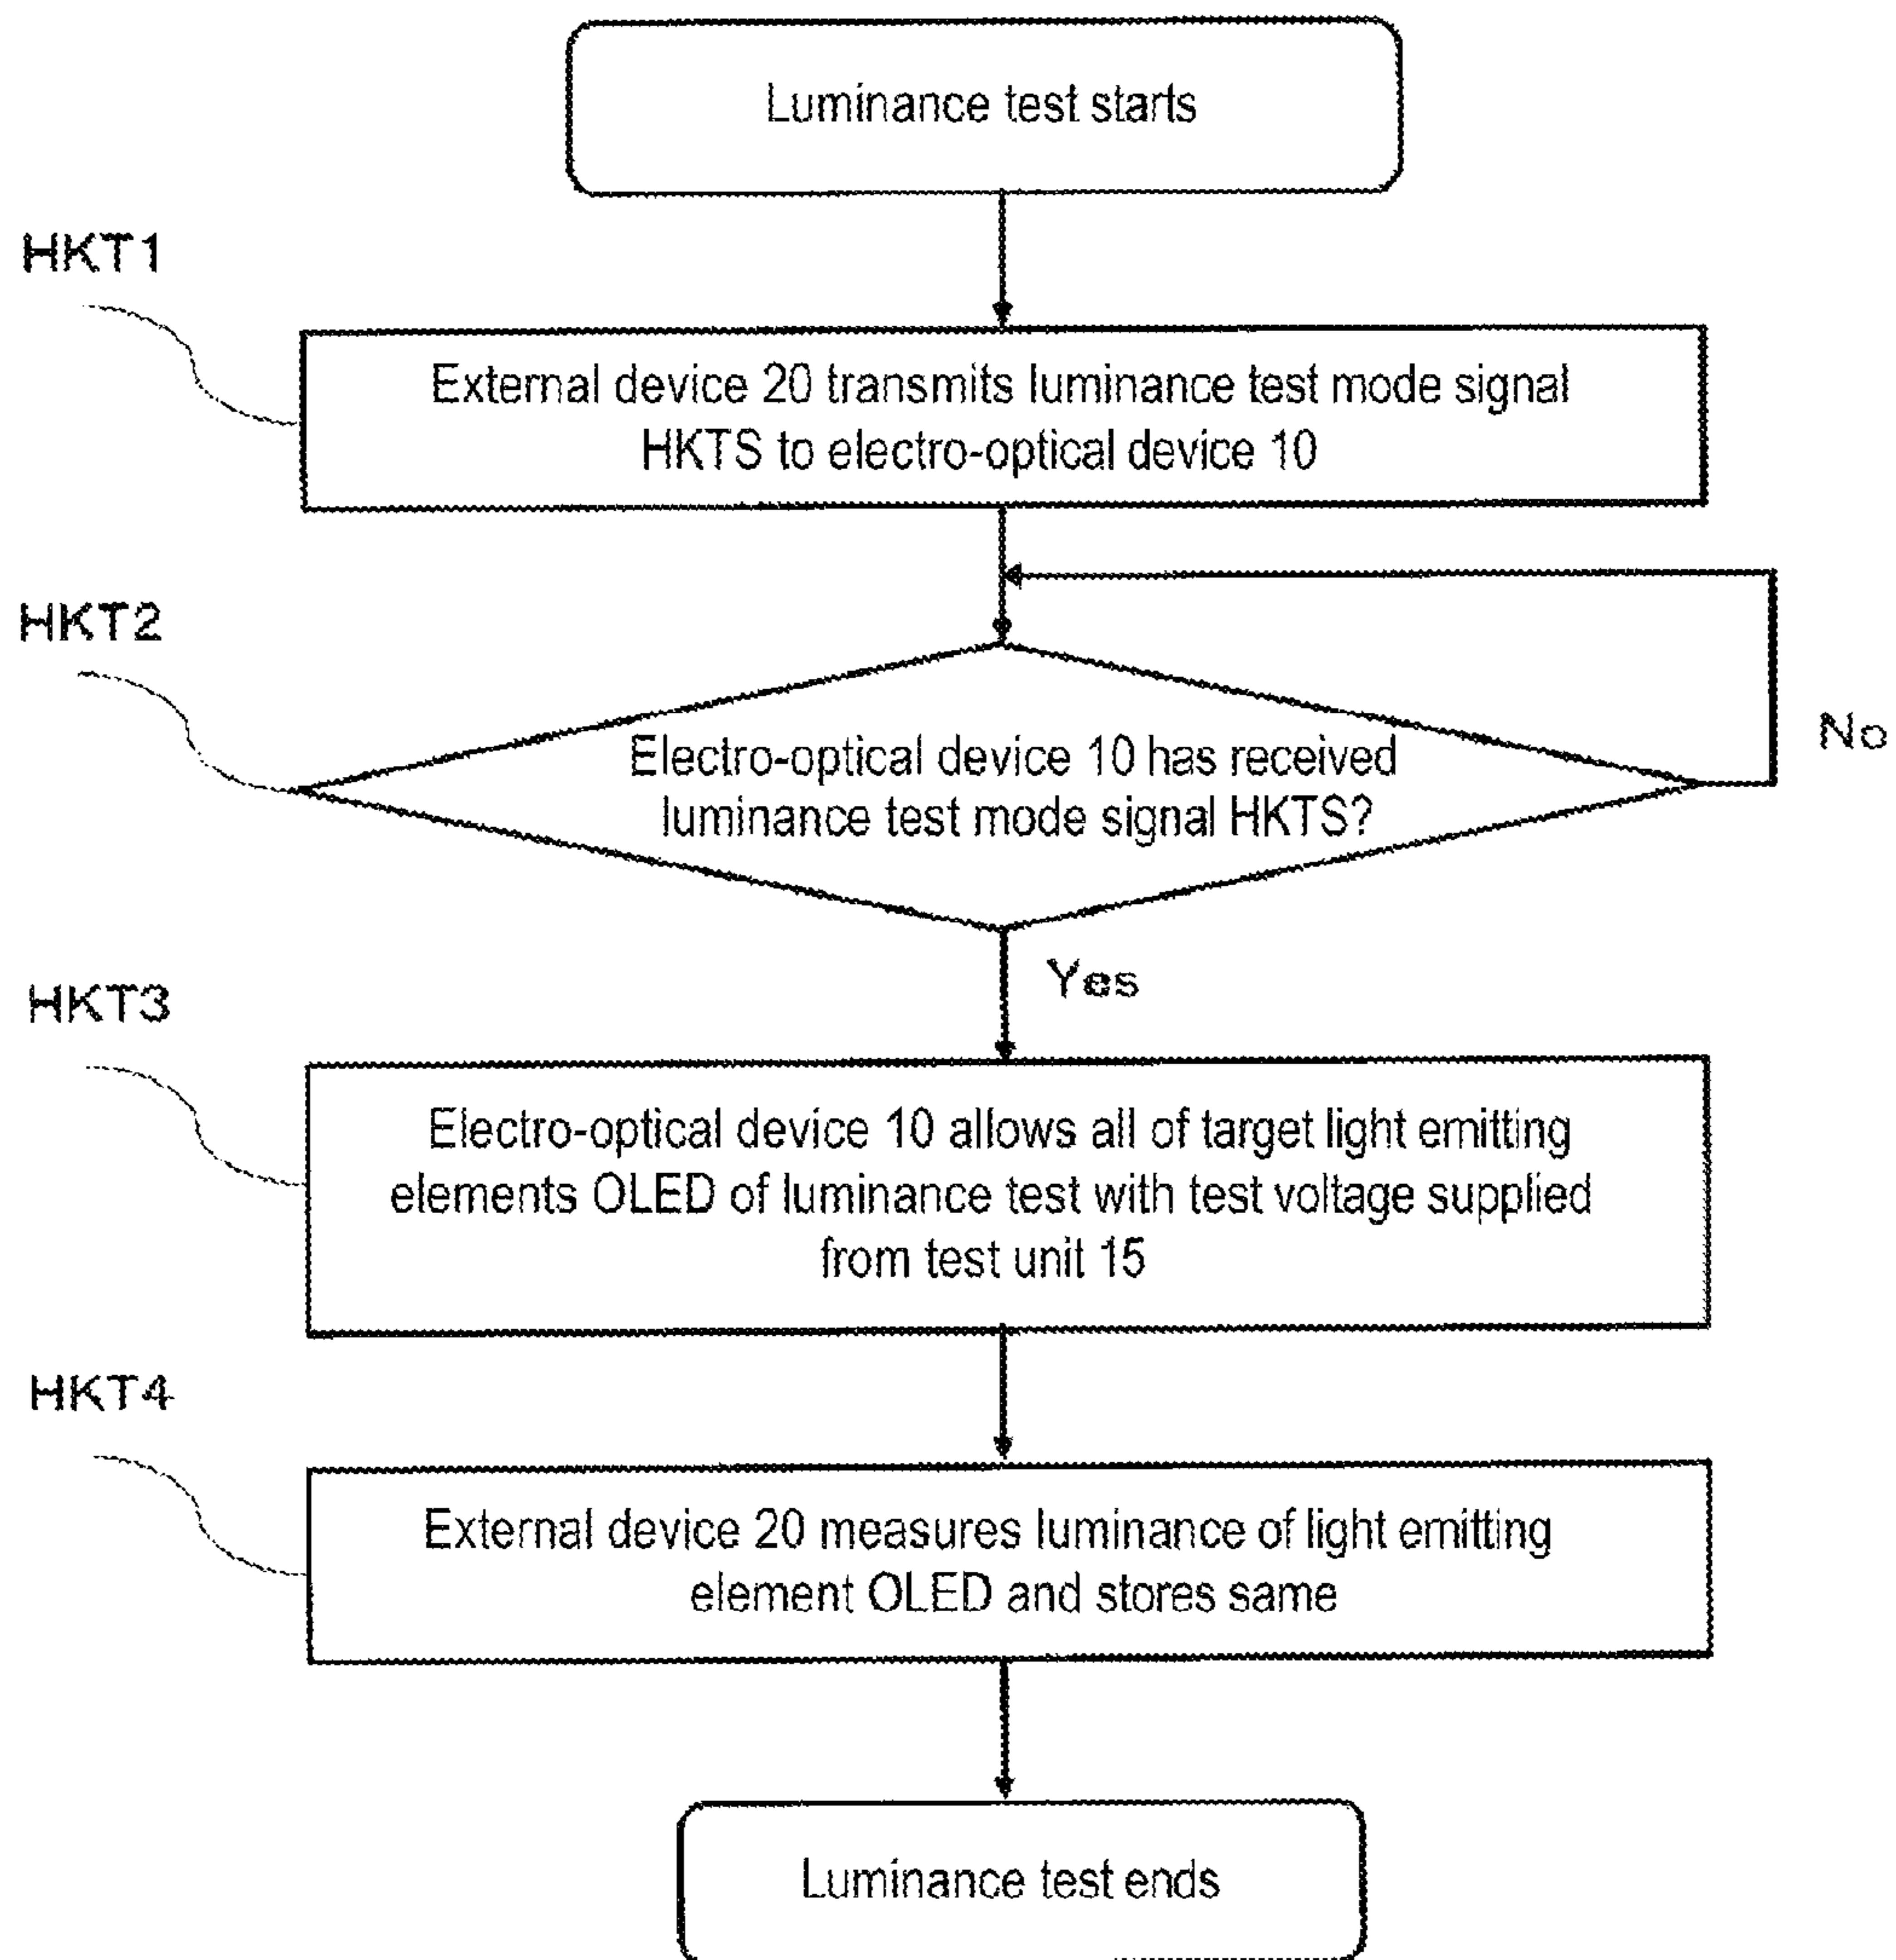 Luminance test starts
HKT1
External device 20 transmits luminance test mode signal
HKTS to electro-optical device 10
HKT2
No
Electro-optical device 10 has received
luminance test mode signal HKTS?
Yes
HKT3
Electro-optical device 10 allows all of target light emitting
elements OLED of luminance test with test voltage supplied
from test unit 15
HKT4
External device 20 measures luminance of light emitting
element OLED and stores same
Luminance test ends